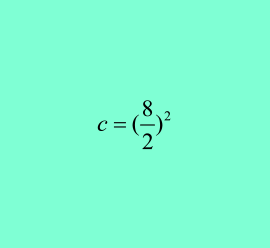 c = (8/2)²